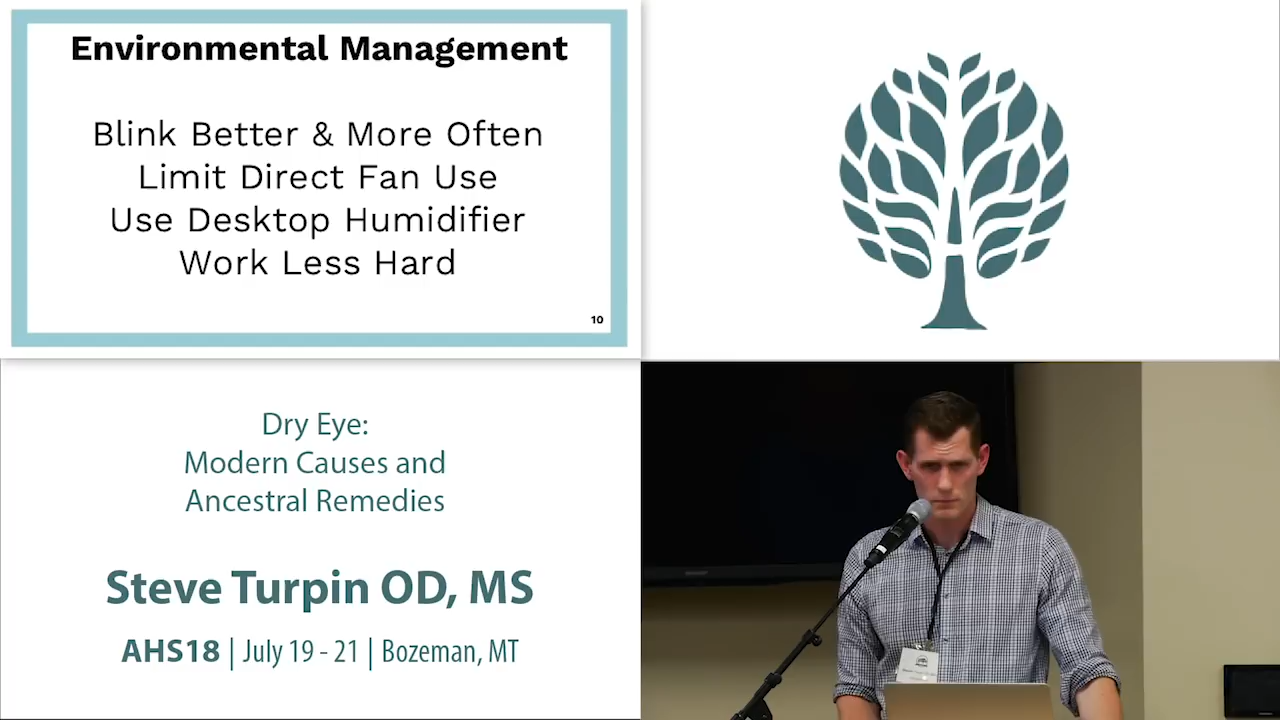 Environmental Management
Blink Better & More Often
Limit Direct Fan Use
Use Desktop Humidifier
Work Less Hard
10
Dry Eye:
Modern Causes and
Ancestral Remedies
Steve Turpin OD, MS
AHS18 | July 19 - 21 | Bozeman, MT